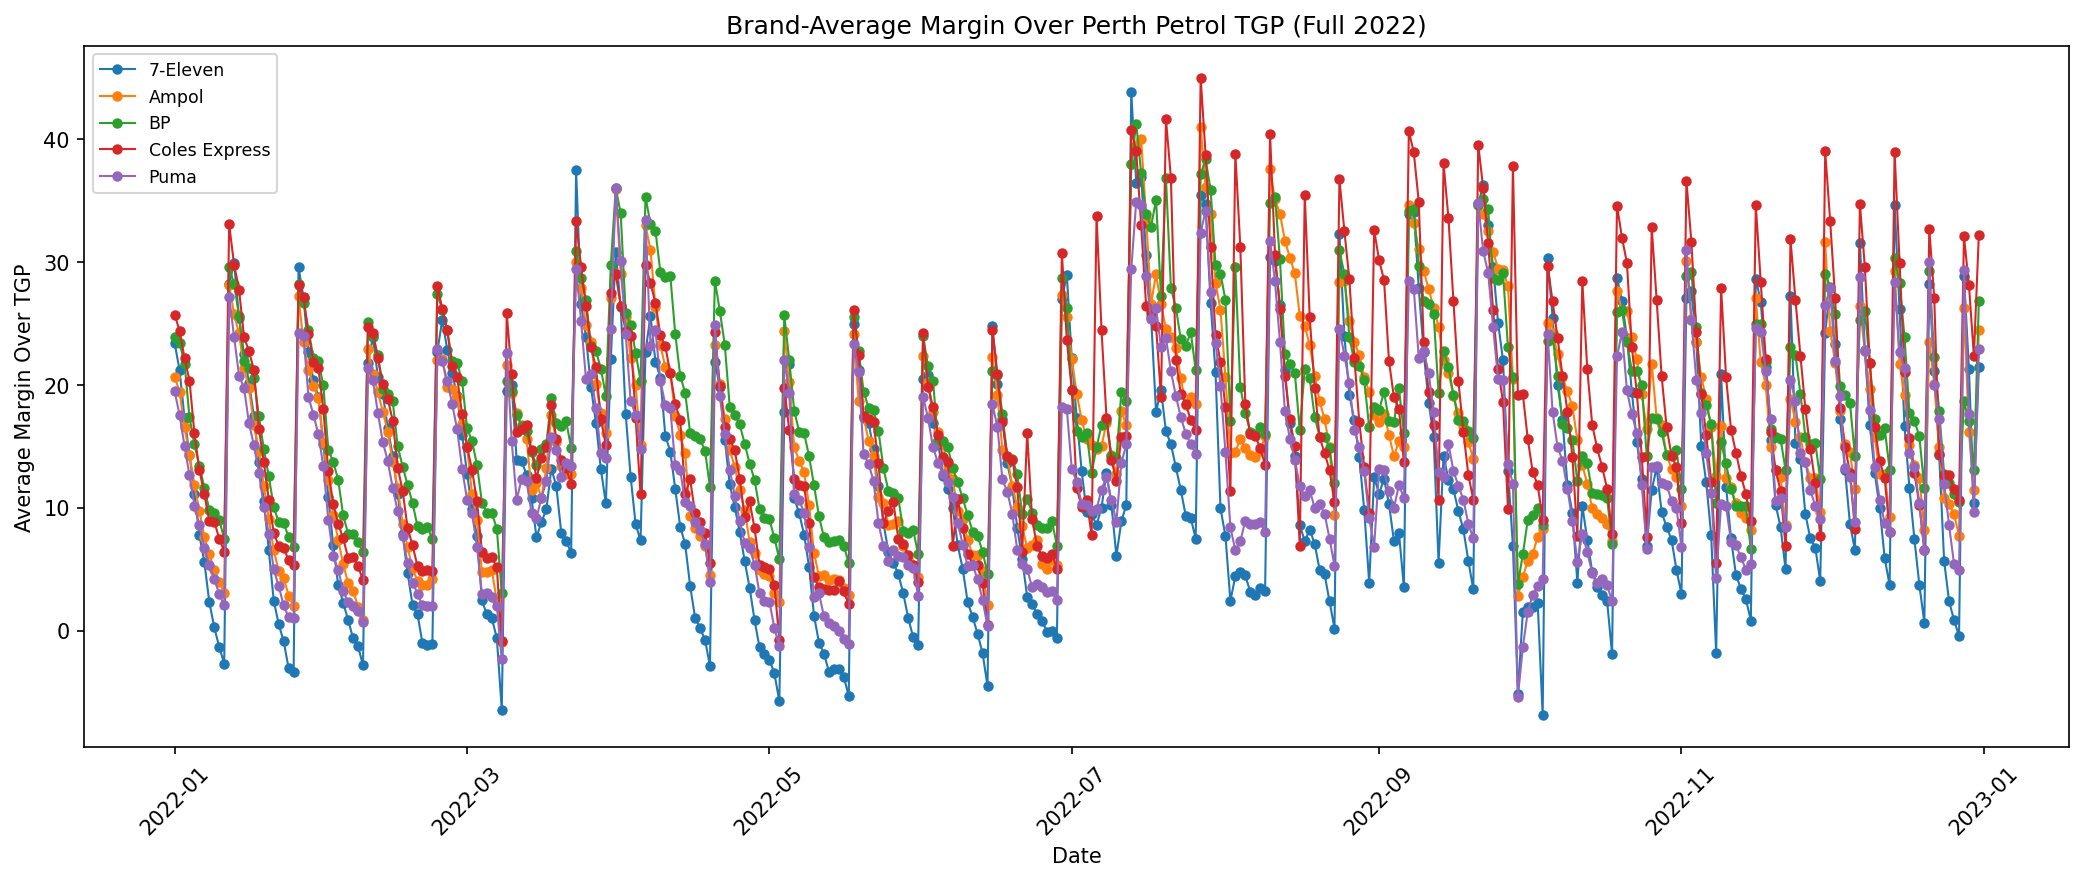 Brand-Average Margin Over Perth Petrol TGP (Full 2022)
7-Eleven
Ampol
BP
Coles Express
Puma
Average Margin Over TGP
40
30
20
10
0
2022-01
2022-03
2022-05
2022-07
2022-09
2022-11
2023-01
Date